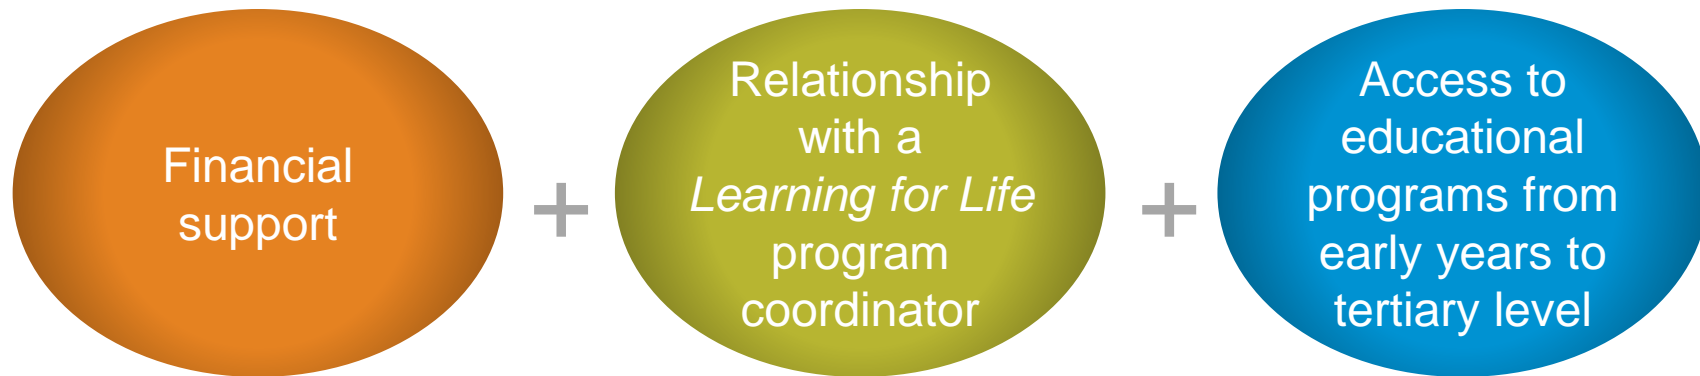 Financial
support
+
Relationship
with a
Learning for Life
program
coordinator
+
Access to
educational
programs from
early years to
tertiary level